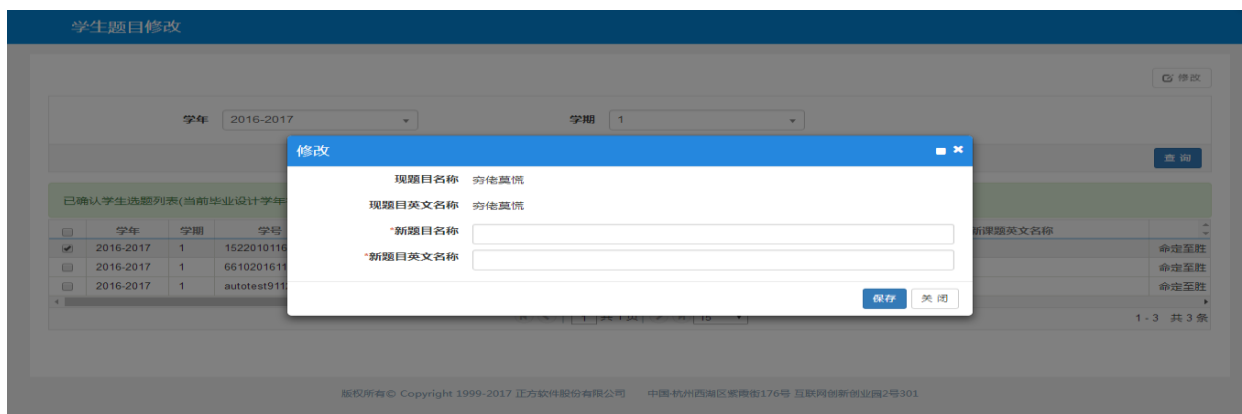 学生题目修改
修改
学年 2016-2017 学期 1
修改
查询
现题目名称 穷佬莫慌
现题目英文名称 穷佬莫慌
*新题目名称
*新题目英文名称
保存 关闭
已确认学生选题列表(当前毕业设计学年
学年 学期 学号 新课题英文名称
2016-2017 1 1522010116 命定至胜
2016-2017 1 6610201611 命定至胜
2016-2017 1 autotest911 命定至胜
1 共1页 15 1 - 3 共 3 条
版权所有© Copyright 1999-2017 正方软件股份有限公司 中国·杭州西湖区紫霞街176号 互联网创新创业园2号301